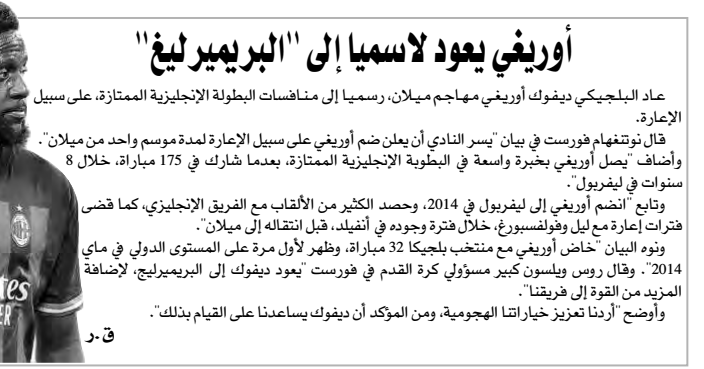 أوريغي يعود لاسميا إلى "البريميرليغ"
عاد البلجيكي ديفوك أوريغي مهاجم ميلان، رسميا إلى منافسات البطولة الإنجليزية الممتازة، على سبيل
الإعارة.
قال نوتنغهام فورست في بيان "يسر النادي أن يعلن ضم أوريغي على سبيل الإعارة لمدة موسم واحد من ميلان".
وأضاف "يصل أوريغي بخبرة واسعة في البطوبة الإنجليزية الممتازة، بعدما شارك في 175 مباراة، خلال 8
سنوات في ليفربول".
وتابع "انضم أوريغي إلى ليفربول في 2014، وحصد الكثير من الألقاب مع الفريق الإنجليزي، كما قضى
فترات إعارة مع ليل وفولفسبورغ، خلال فترة وجوده في أنفيلد، قبل انتقاله إلى ميلان".
ونوه البيان "خاض أوريغي مع منتخب بلجيكا 32 مباراة، وظهر لأول مرة على المستوى الدولي في ماي
2014". وقال روس ويلسون كبير مسؤولي كرة القدم في فورست "يعود ديفوك إلى البريميرليج، لإضافة
المزيد من القوة إلى فريقنا".
وأوضح "أردنا تعزيز خياراتنا الهجومية، ومن المؤكد أن ديفوك يساعدنا على القيام بذلك".
ق.ر